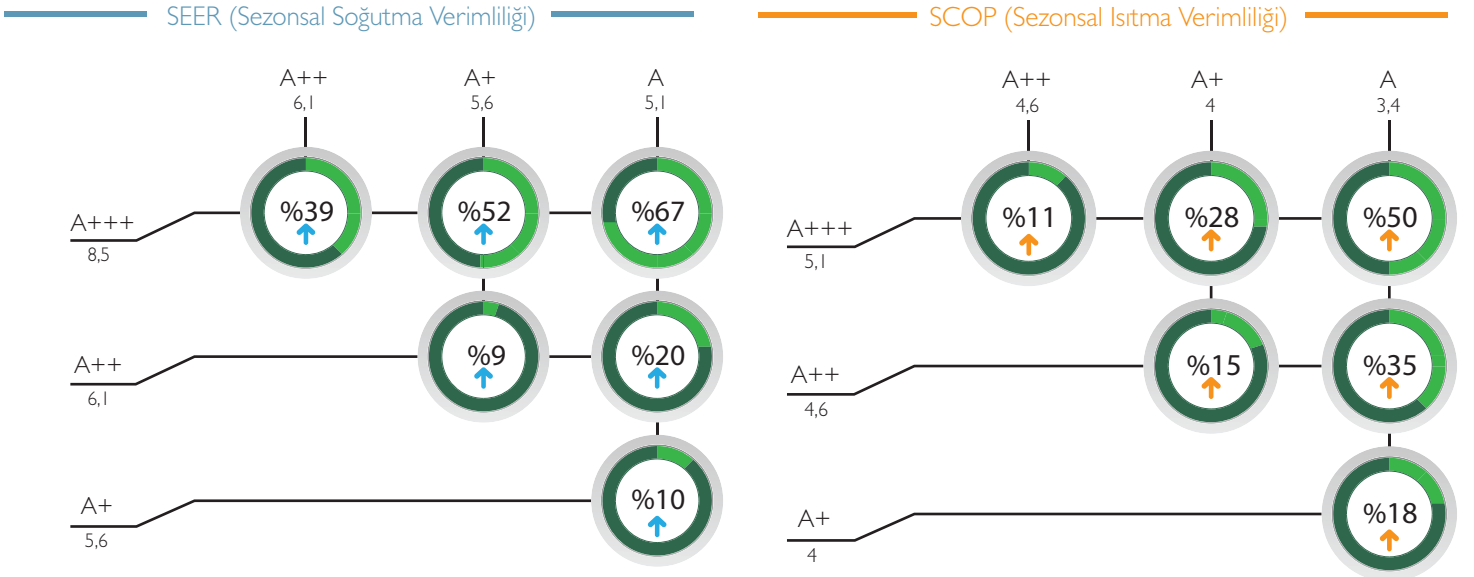 SEER (Sezonsal Soğutma Verimliliği)
A++ A+ A
6,1 5,6 5,1
A+++
8,5
%39 %52 %67
A++
6,1
%9 %20
A+
5,6
%10
SCOP (Sezonsal Isıtma Verimliliği)
A++ A+ A
4,6 4 3,4
A+++
5,1
%11 %28 %50
A++
4,6
%15 %35
A+
4
%18